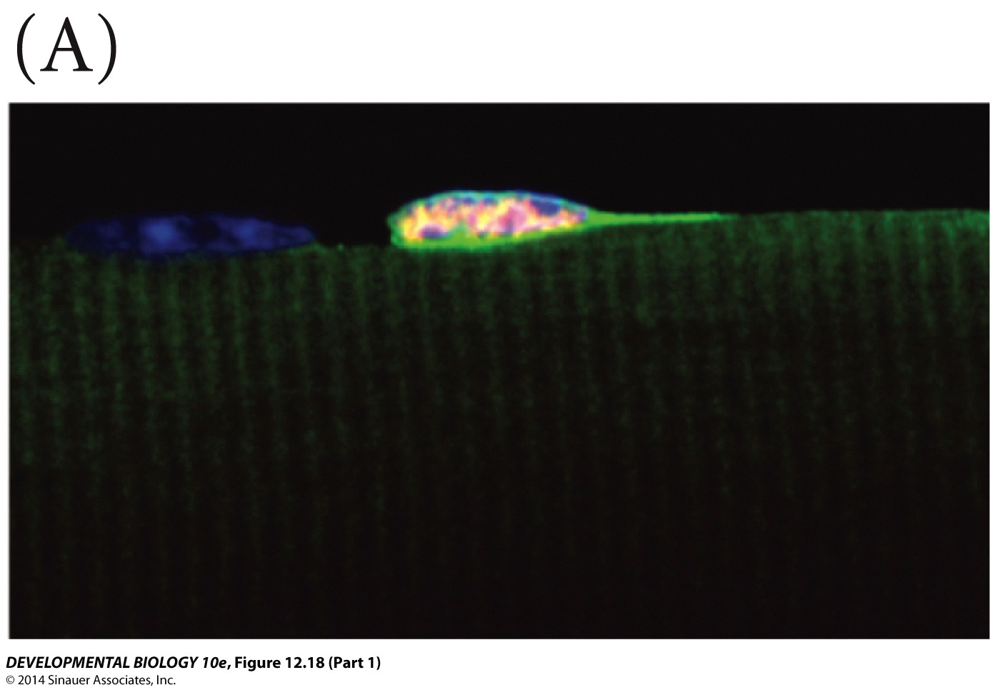 (A)
DEVELOPMENTAL BIOLOGY 10e, Figure 12.18 (Part 1)
© 2014 Sinauer Associates, Inc.